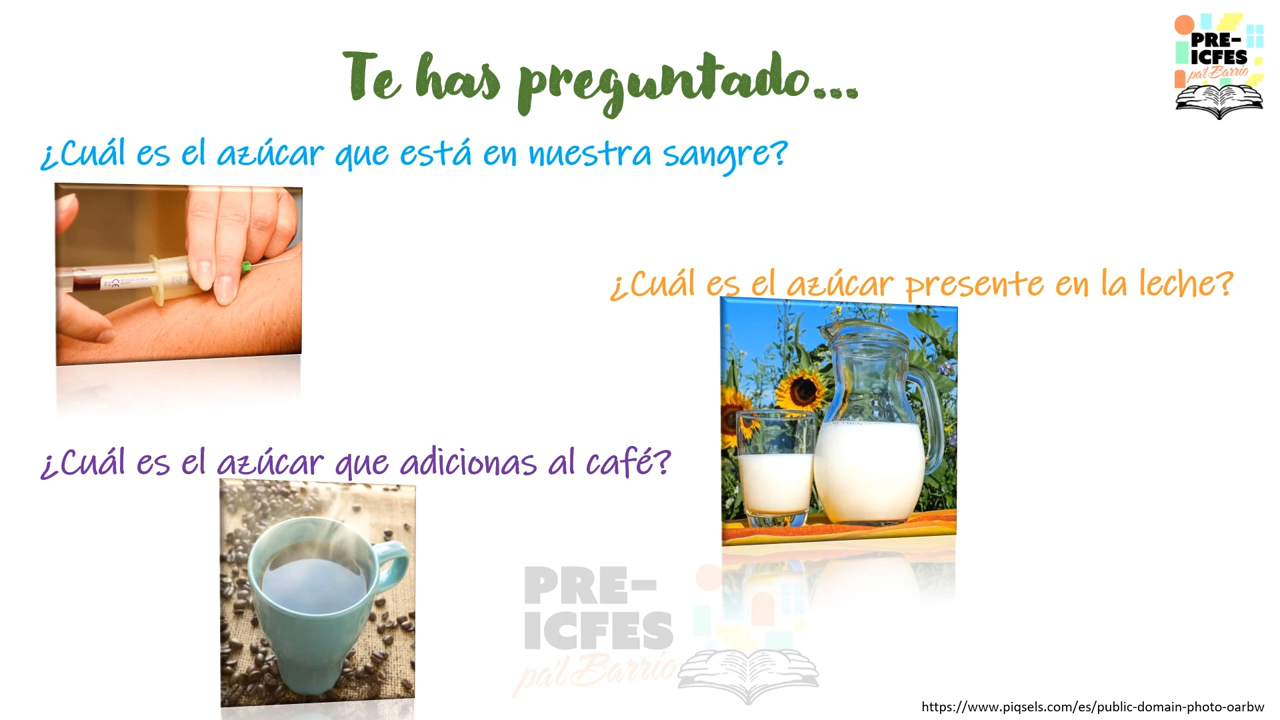 Te has preguntado...
PRE-
ICFES
pa'l Barrio
¿Cuál es el azúcar que está en nuestra sangre?
¿Cuál es el azúcar presente en la leche?
¿Cuál es el azúcar que adicionas al café?
PRE-
ICFES
pa'l Barrio
https://www.piqsels.com/es/public-domain-photo-oarbw